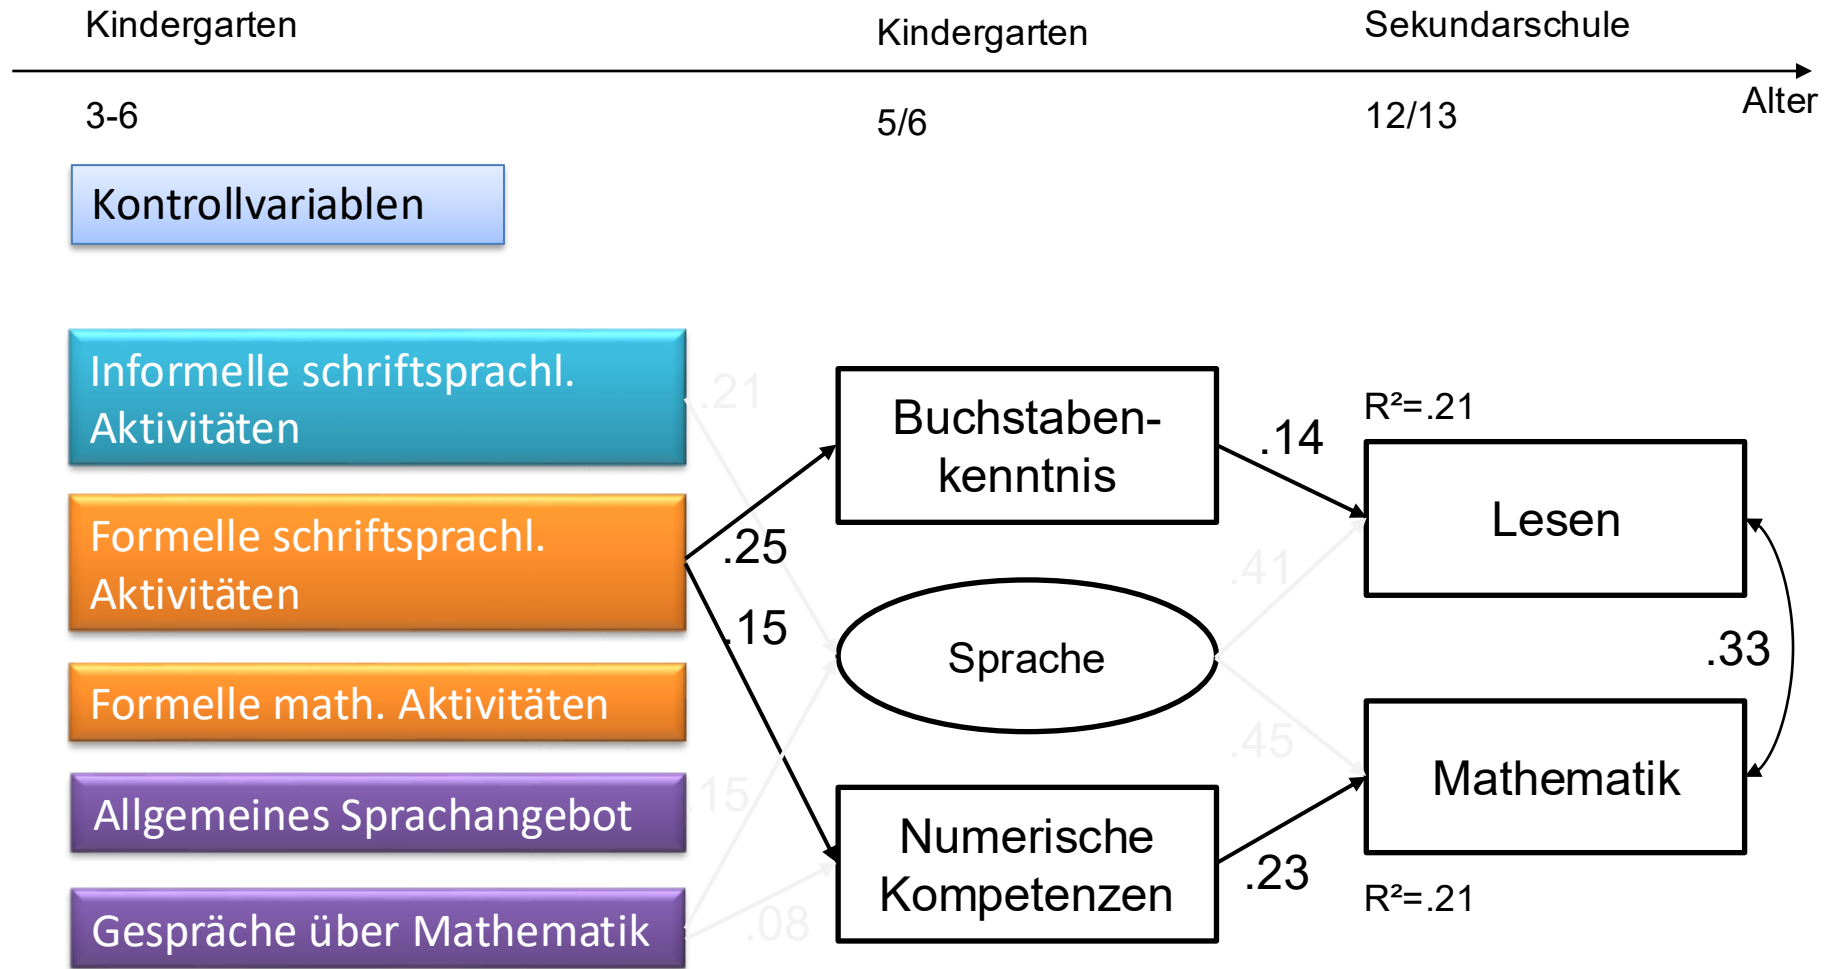 Kindergarten
Kindergarten
Sekundarschule
Alter
3-6
5/6
12/13
Kontrollvariablen
Informelle schriftsprachl.
Aktivitäten
Formelle schriftsprachl.
Aktivitäten
Formelle math. Aktivitäten
Allgemeines Sprachangebot
Gespräche über Mathematik
.21
.25
.15
.15
.08
Buchstaben-
kenntnis
Sprache
Numerische
Kompetenzen
.14
.41
.45
.23
R²=.21
Lesen
.33
Mathematik
R²=.21